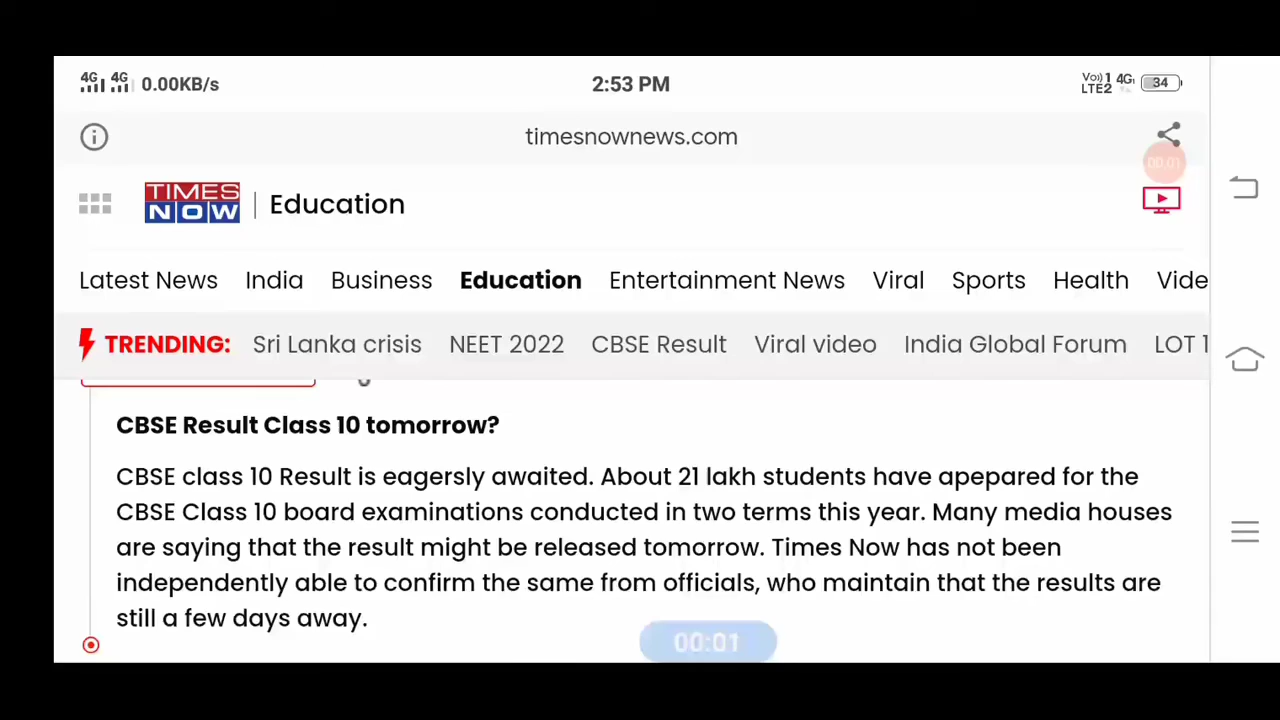 4G 4G 0.00KB/s 2:53 PM Vo)) 1 4G 34
LTE2
timesnownews.com
00:01
TIMES
NOW | Education
Latest News India Business Education Entertainment News Viral Sports Health Vide
TRENDING: Sri Lanka crisis NEET 2022 CBSE Result Viral video India Global Forum LOT 1
CBSE Result Class 10 tomorrow?
CBSE class 10 Result is eagersly awaited. About 21 lakh students have apepared for the
CBSE Class 10 board examinations conducted in two terms this year. Many media houses
are saying that the result might be released tomorrow. Times Now has not been
independently able to confirm the same from officials, who maintain that the results are
still a few days away.
00:01